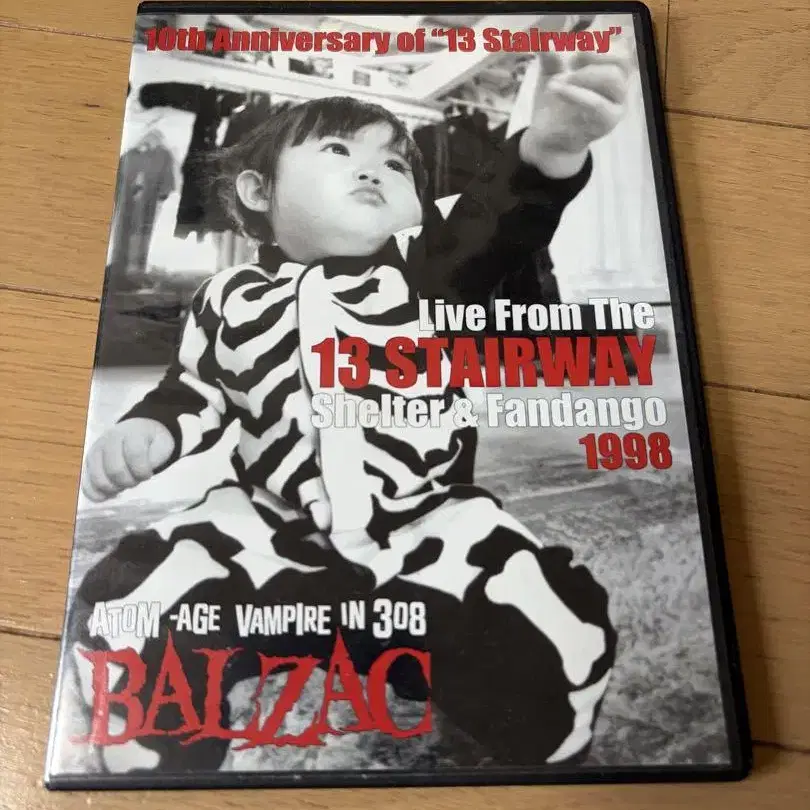 10th Anniversary of "13 Stairway"
Live From The
13 STAIRWAY
Shelter & Fandango
1998
ATOM-AGE VAMPIRE IN 308
BALZAC